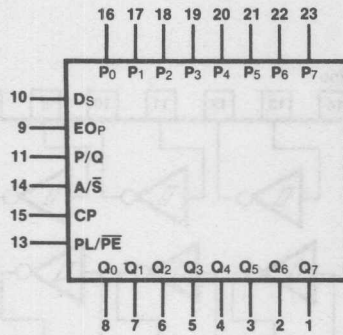 16 17 18 19 20 21 22 23
P0 P1 P2 P3 P4 P5 P6 P7
10 DS
9 EOP
11 P/Q
14 A/S̅
15 CP
13 PL/P̅E̅
Q0 Q1 Q2 Q3 Q4 Q5 Q6 Q7
8 7 6 5 4 3 2 1